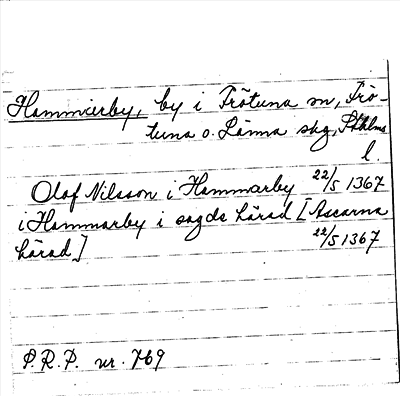 Hammarby, by i Frötuna sn, Frö-
tuna o. Länna skg, Sthlms
l.
Olof Nilsson i Hammarby 22/5 1367
i Hammarby i sagde härad [Ascarna
härad] 22/5 1367
P.R.P. nr. 769